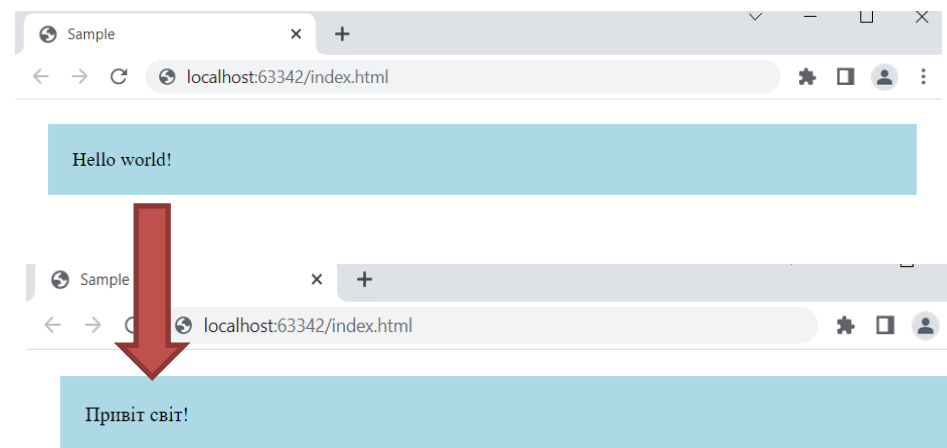 Sample
localhost:63342/index.html
Hello world!
Sample
localhost:63342/index.html
Привіт світ!